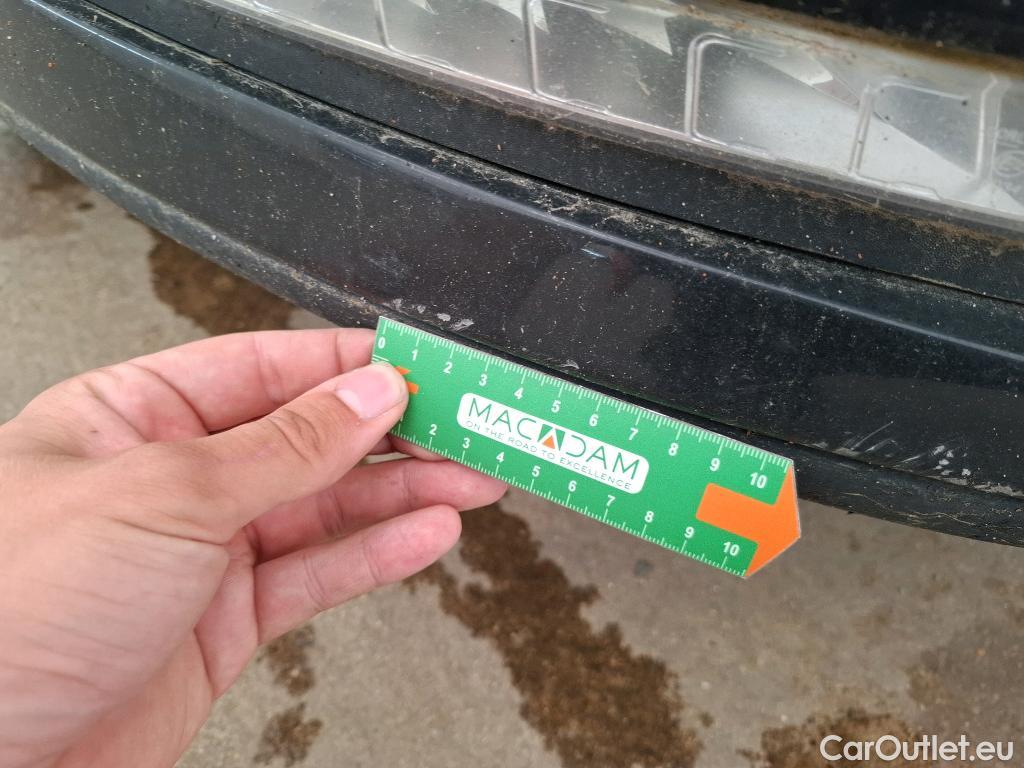 0 1 2 3 4 5 6 7 8 9 10
MACADAM
ON THE ROAD TO EXCELLENCE
2 3 4 5 6 7 8 9 10
CarOutlet.eu